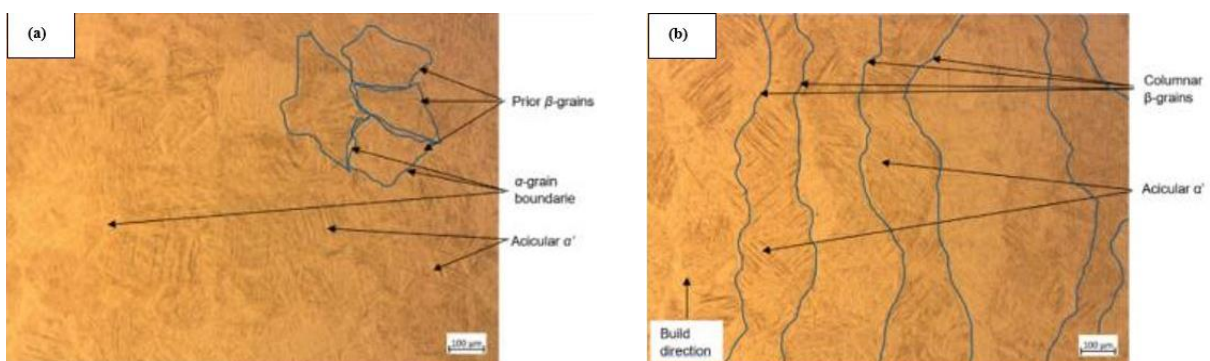 (a)
Prior β-grains
α-grain
boundarie
Acicular α'
100 μm
(b)
Columnar
β-grains
Acicular α'
Build
direction
100 μm